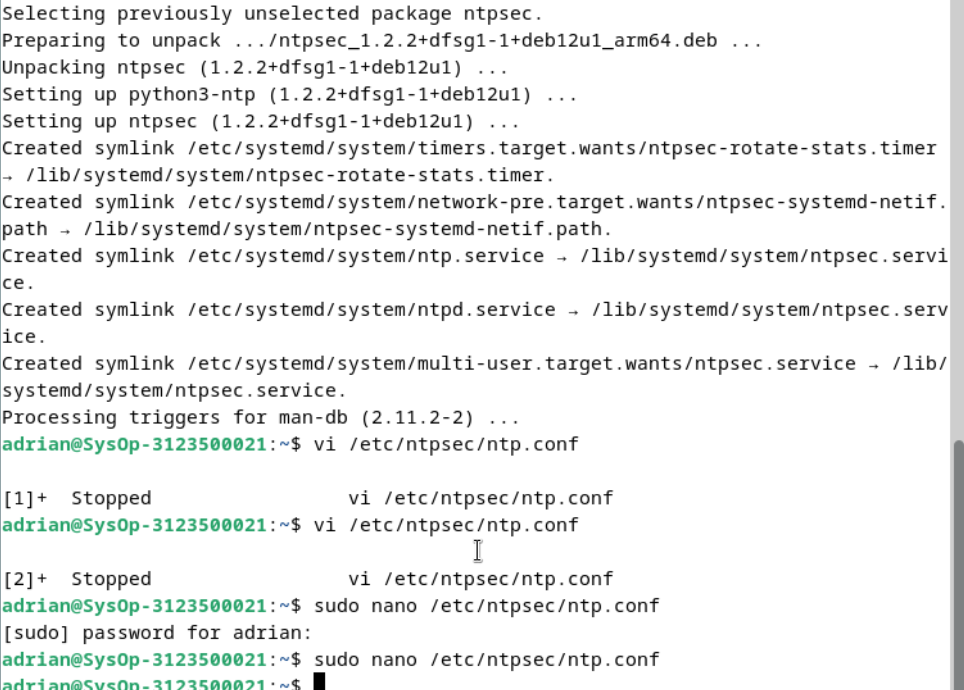 Selecting previously unselected package ntpsec.
Preparing to unpack .../ntpsec_1.2.2+dfsg1-1+deb12u1_arm64.deb ...
Unpacking ntpsec (1.2.2+dfsg1-1+deb12u1) ...
Setting up python3-ntp (1.2.2+dfsg1-1+deb12u1) ...
Setting up ntpsec (1.2.2+dfsg1-1+deb12u1) ...
Created symlink /etc/systemd/system/timers.target.wants/ntpsec-rotate-stats.timer
→ /lib/systemd/system/ntpsec-rotate-stats.timer.
Created symlink /etc/systemd/system/network-pre.target.wants/ntpsec-systemd-netif.
path → /lib/systemd/system/ntpsec-systemd-netif.path.
Created symlink /etc/systemd/system/ntp.service → /lib/systemd/system/ntpsec.servi
ce.
Created symlink /etc/systemd/system/ntpd.service → /lib/systemd/system/ntpsec.serv
ice.
Created symlink /etc/systemd/system/multi-user.target.wants/ntpsec.service → /lib/
systemd/system/ntpsec.service.
Processing triggers for man-db (2.11.2-2) ...
adrian@SysOp-3123500021:~$ vi /etc/ntpsec/ntp.conf
[1]+  Stopped                 vi /etc/ntpsec/ntp.conf
adrian@SysOp-3123500021:~$ vi /etc/ntpsec/ntp.conf
[2]+  Stopped                 vi /etc/ntpsec/ntp.conf
adrian@SysOp-3123500021:~$ sudo nano /etc/ntpsec/ntp.conf
[sudo] password for adrian:
adrian@SysOp-3123500021:~$ sudo nano /etc/ntpsec/ntp.conf
adrian@SysOp-3123500021:~$